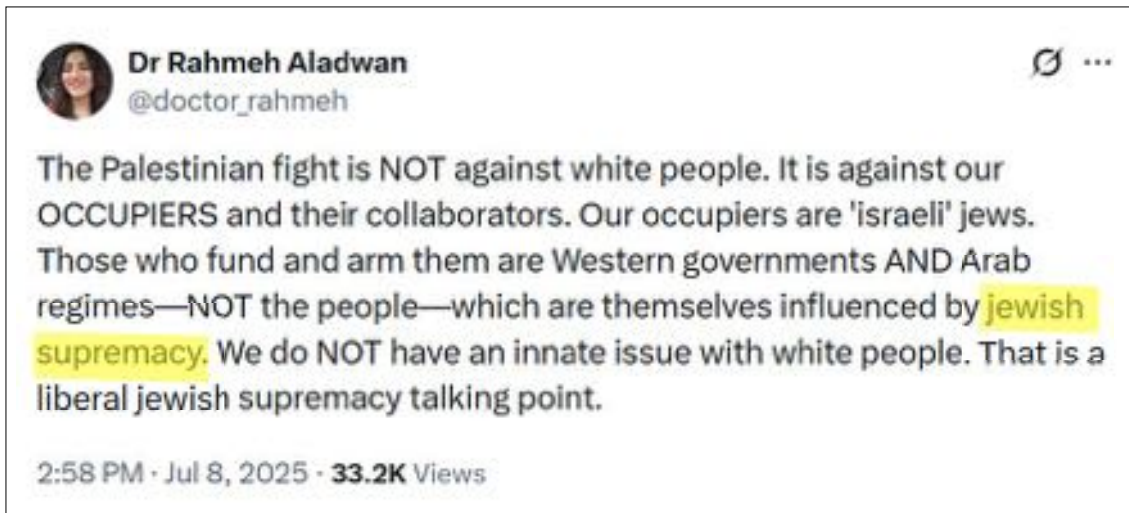 Dr Rahmeh Aladwan
@doctor_rahmeh
The Palestinian fight is NOT against white people. It is against our
OCCUPIERS and their collaborators. Our occupiers are 'israeli' jews.
Those who fund and arm them are Western governments AND Arab
regimes—NOT the people—which are themselves influenced by jewish
supremacy. We do NOT have an innate issue with white people. That is a
liberal jewish supremacy talking point.
2:58 PM · Jul 8, 2025 · 33.2K Views